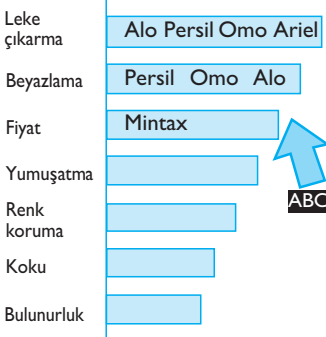 Leke
çıkarma
Alo Persil Omo Ariel
Beyazlama
Persil Omo Alo
Fiyat
Mintax
Yumuşatma
ABC
Renk
koruma
Koku
Bulunurluk